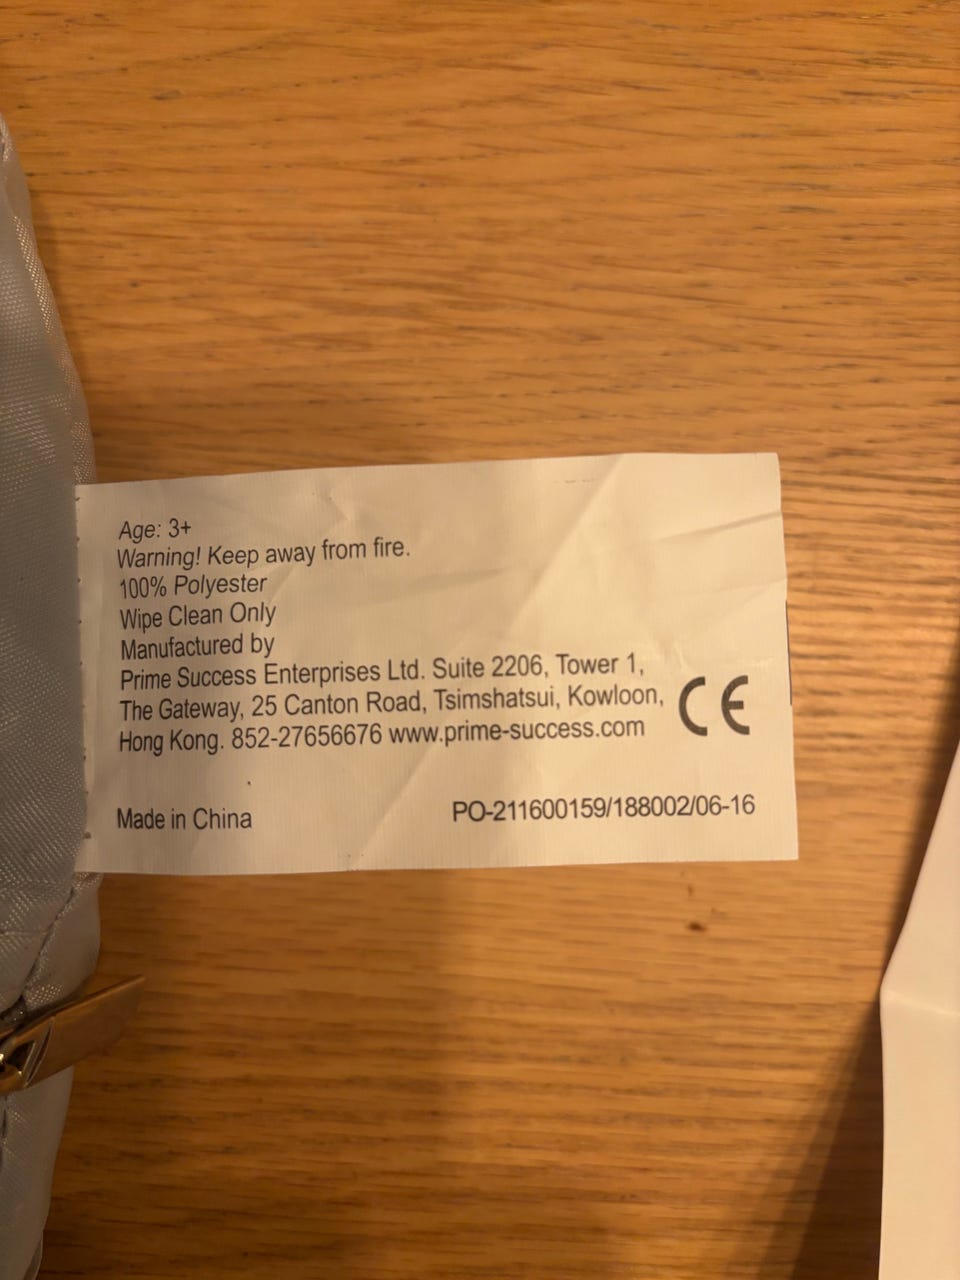 Age: 3+
Warning! Keep away from fire.
100% Polyester
Wipe Clean Only
Manufactured by
Prime Success Enterprises Ltd. Suite 2206, Tower 1,
The Gateway, 25 Canton Road, Tsimshatsui, Kowloon,
Hong Kong. 852-27656676 www.prime-success.com
CE
Made in China
PO-211600159/188002/06-16